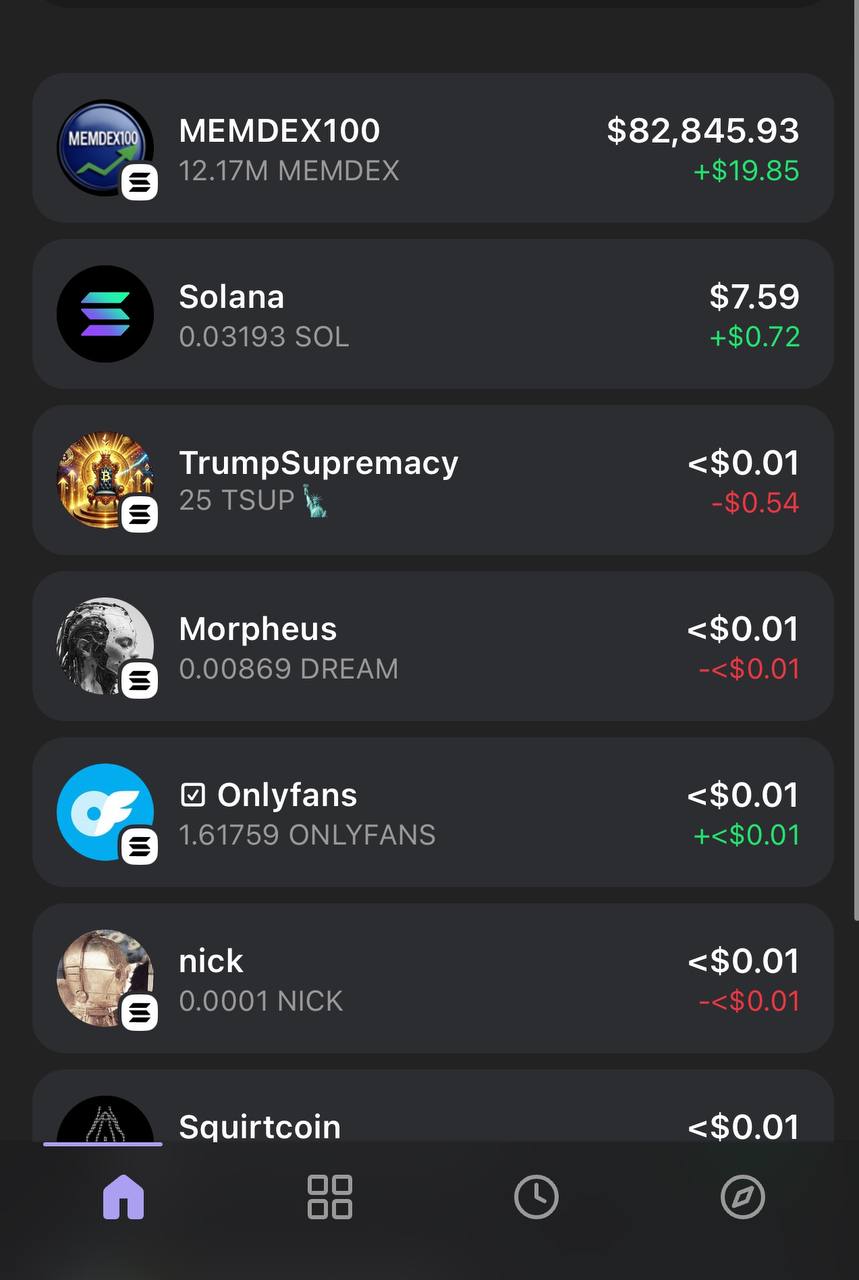 MEMDEX100
MEMDEX100
$82,845.93
12.17M MEMDEX
+$19.85
Solana
$7.59
0.03193 SOL
+$0.72
TrumpSupremacy
<$0.01
25 TSUP🗽
-$0.54
Morpheus
<$0.01
0.00869 DREAM
-<$0.01
Onlyfans
<$0.01
1.61759 ONLYFANS
+<$0.01
nick
<$0.01
0.0001 NICK
-<$0.01
Squirtcoin
<$0.01